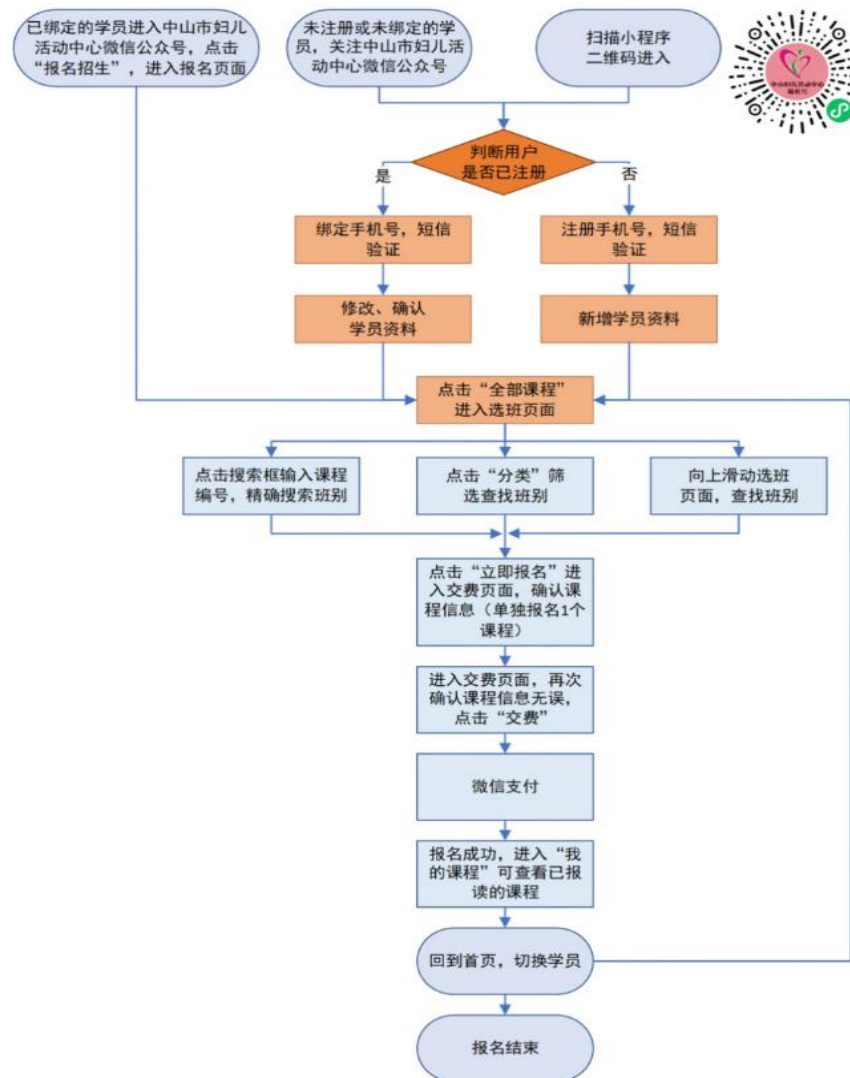 已绑定的学员进入中山市妇儿
活动中心微信公众号，点击
“报名招生”，进入报名页面
未注册或未绑定的学
员，关注中山市妇儿活
动中心微信公众号
扫描小程序
二维码进入
判断用户
是否已注册
是
否
绑定手机号，短信
验证
注册手机号，短信
验证
修改、确认
学员资料
新增学员资料
点击“全部课程”
进入选班页面
点击搜索框输入课程
编号，精确搜索班别
点击“分类”筛
选查找班别
向上滑动选班
页面，查找班别
点击“立即报名”进
入交费页面，确认课
程信息（单独报名1个
课程）
进入交费页面，再次
确认课程信息无误，
点击“交费”
微信支付
报名成功，进入“我
的课程”可查看已报
读的课程
回到首页，切换学员
报名结束